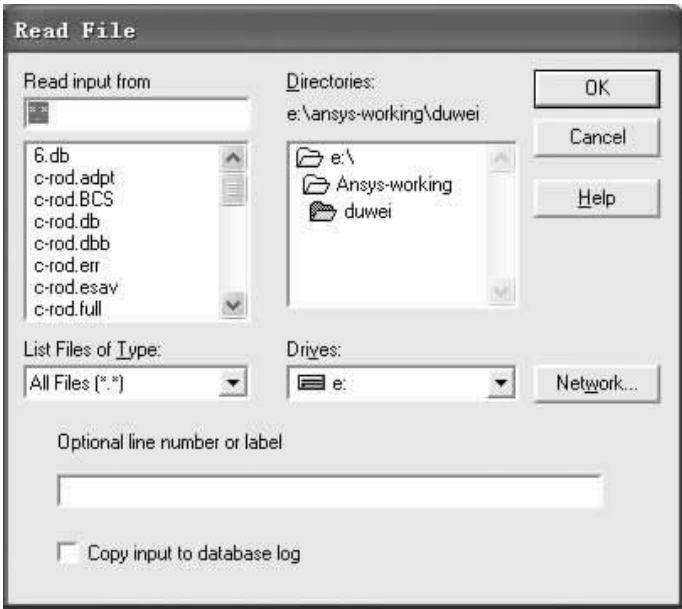 Read File
Read input from
*.*
6.db
c-rod.adpt
c-rod.BCS
c-rod.db
c-rod.dbb
c-rod.err
c-rod.esav
c-rod.full
List Files of Type:
All Files (*.*)
Directories:
e:\ansys-working\duwei
e:\
Ansys-working
duwei
Drives:
e:
OK
Cancel
Help
Network...
Optional line number or label
Copy input to database log